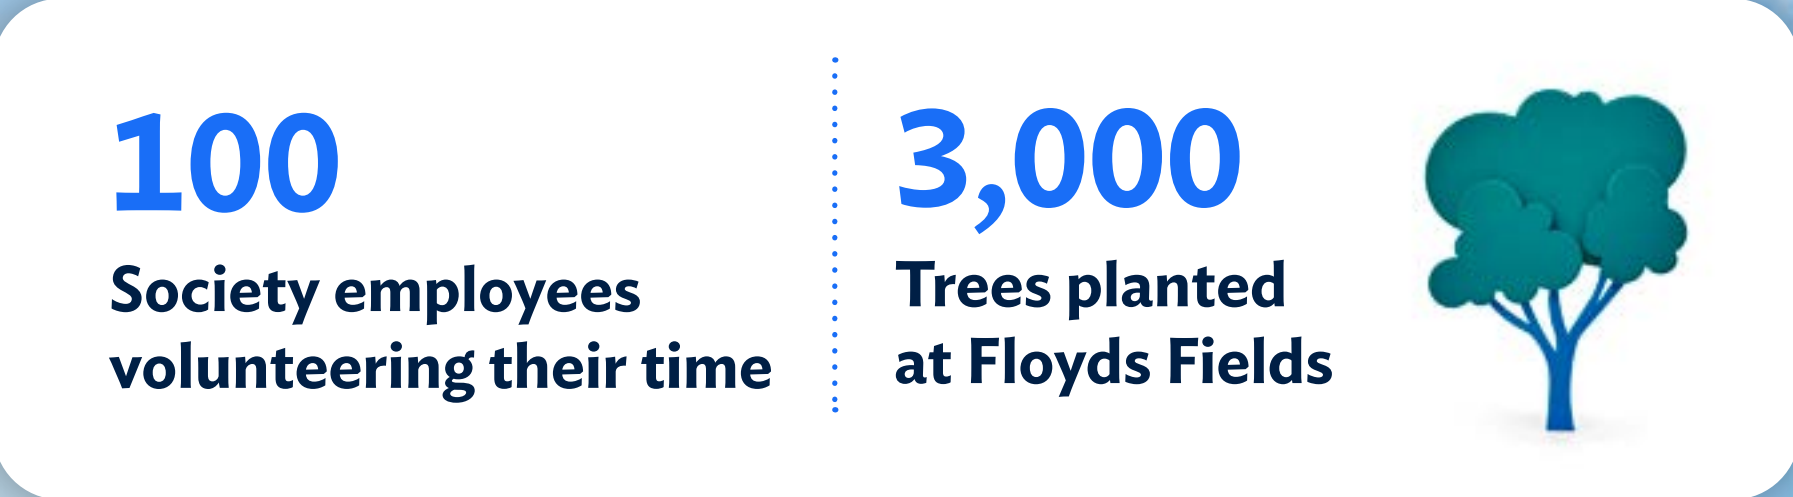 100
Society employees
volunteering their time
3,000
Trees planted
at Floyds Fields